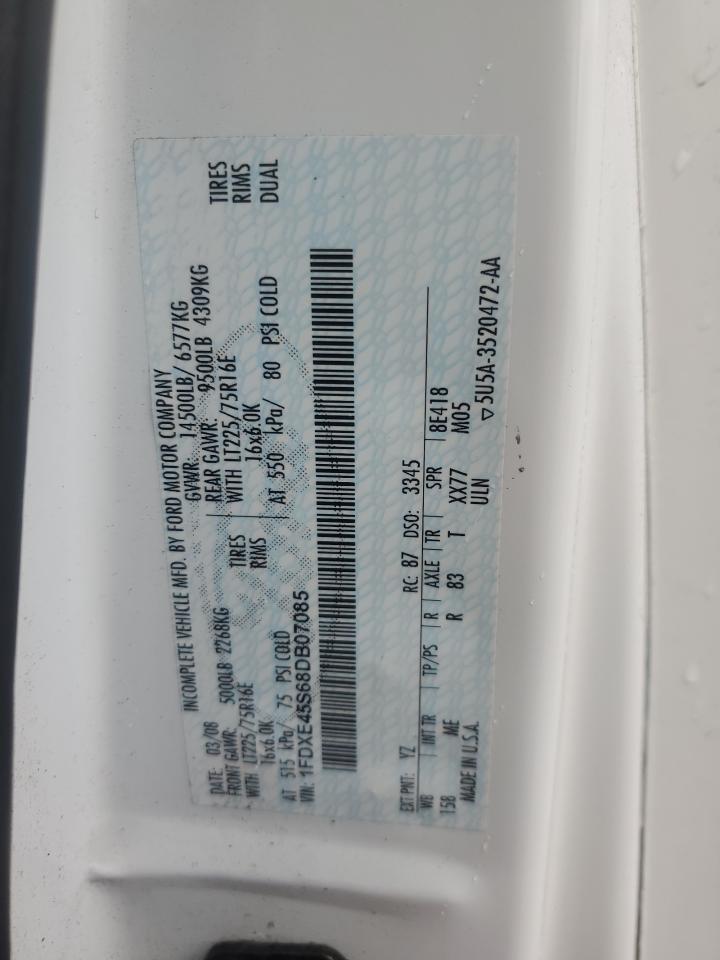 INCOMPLETE VEHICLE MFD. BY FORD MOTOR COMPANY
DATE: 03/08 GVWR: 14500LB/ 6577KG
FRONT GAWR: 5000LB 2268KG REAR GAWR: 9500LB 4309KG
WITH LT225/75R16E TIRES WITH LT225/75R16E TIRES
16x6.0K RIMS 16x6.0K RIMS
AT 515 kPa/ 75 PSI COLD AT 550 kPa/ 80 PSI COLD DUAL
VIN: 1FDXE45S68DB07085
EXT PNT: YZ RC: 87 DSO: 3345
WB INT TR TP/PS R AXLE TR SPR 8E418
158 ME R 83 T XX77 M05
MADE IN U.S.A. ULN ▽5U5A-3520472-AA